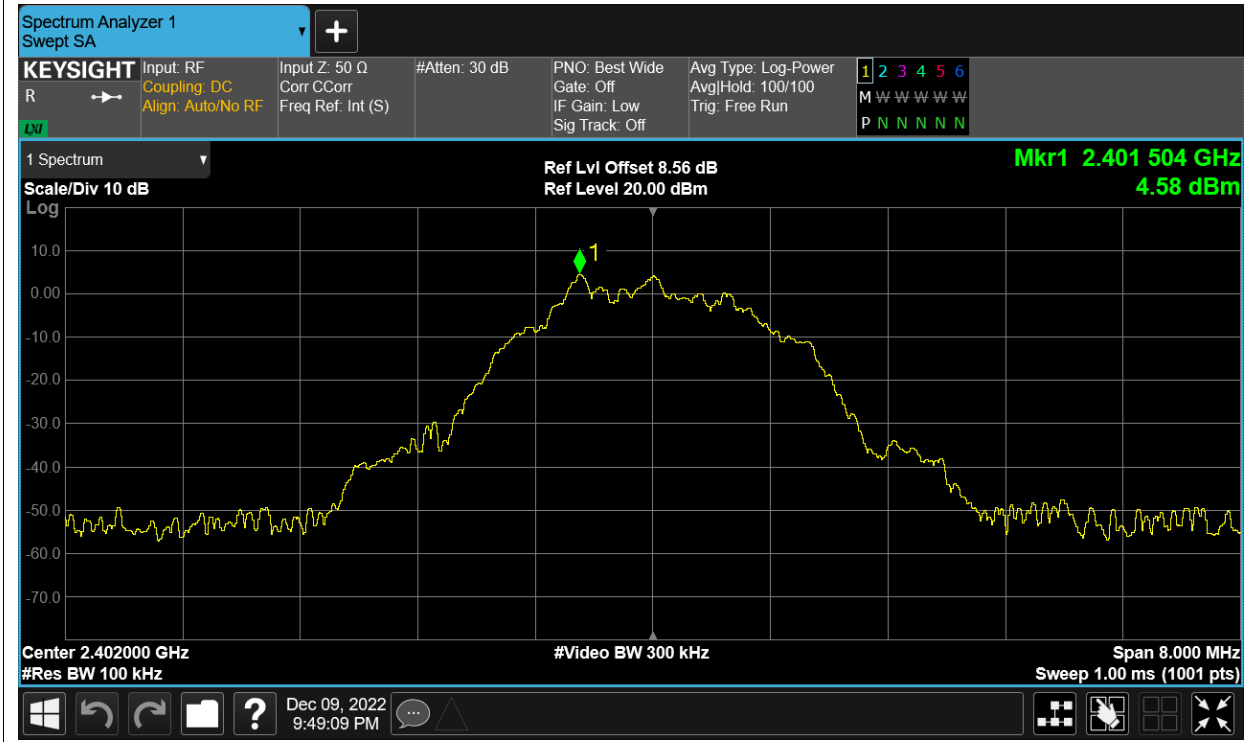 Spectrum Analyzer 1
Swept SA
KEYSIGHT
R
LXI
Input: RF
Coupling: DC
Align: Auto/No RF
Input Z: 50 Ω
Corr CCorr
Freq Ref: Int (S)
#Atten: 30 dB
PNO: Best Wide
Gate: Off
IF Gain: Low
Sig Track: Off
Avg Type: Log-Power
Avg|Hold: 100/100
Trig: Free Run
1 2 3 4 5 6
M W W W W W W
P N N N N N N
1 Spectrum
Scale/Div 10 dB
Log
Ref Lvl Offset 8.56 dB
Ref Level 20.00 dBm
Mkr1 2.401 504 GHz
4.58 dBm
1
10.0
0.00
-10.0
-20.0
-30.0
-40.0
-50.0
-60.0
-70.0
Center 2.402000 GHz
#Res BW 100 kHz
#Video BW 300 kHz
Span 8.000 MHz
Sweep 1.00 ms (1001 pts)
?
Dec 09, 2022
9:49:09 PM